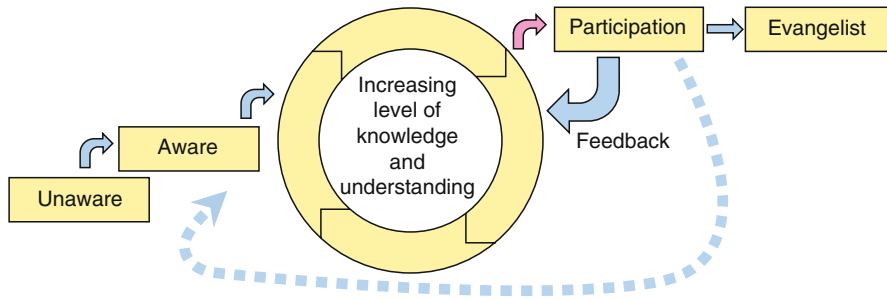 Unaware
Aware
Increasing
level of
knowledge
and
understanding
Participation
Evangelist
Feedback